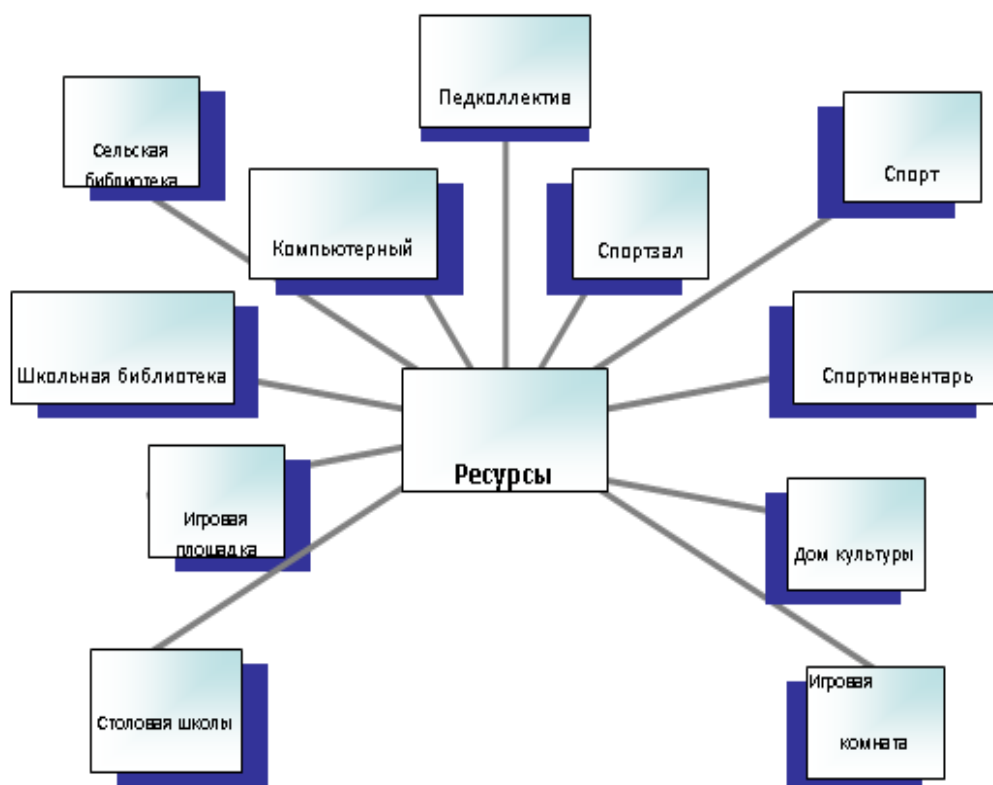 Педколлектив
Сельская
библиотека
Спорт
Компьютерный
Спортзал
Школьная библиотека
Спортинвентарь
Ресурсы
Игровая
площадка
Дом культуры
Столовая школы
Игровая
комната